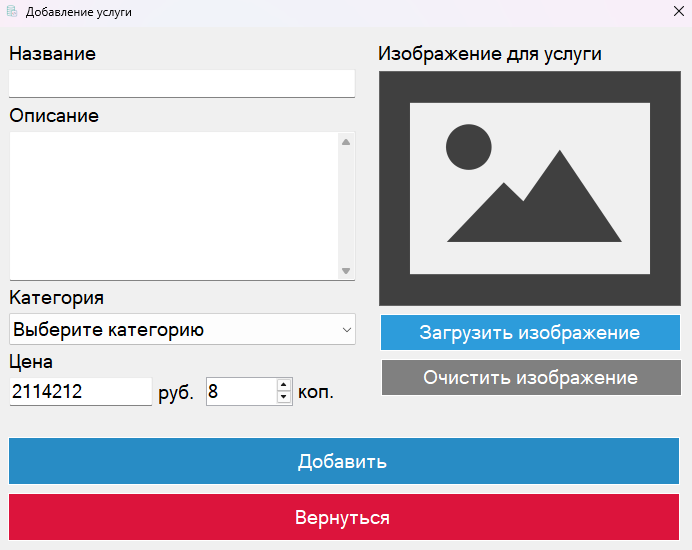 Добавление услуги
Название
Описание
Категория
Выберите категорию
Цена
2114212 руб. 8 коп.
Изображение для услуги
Загрузить изображение
Очистить изображение
Добавить
Вернуться